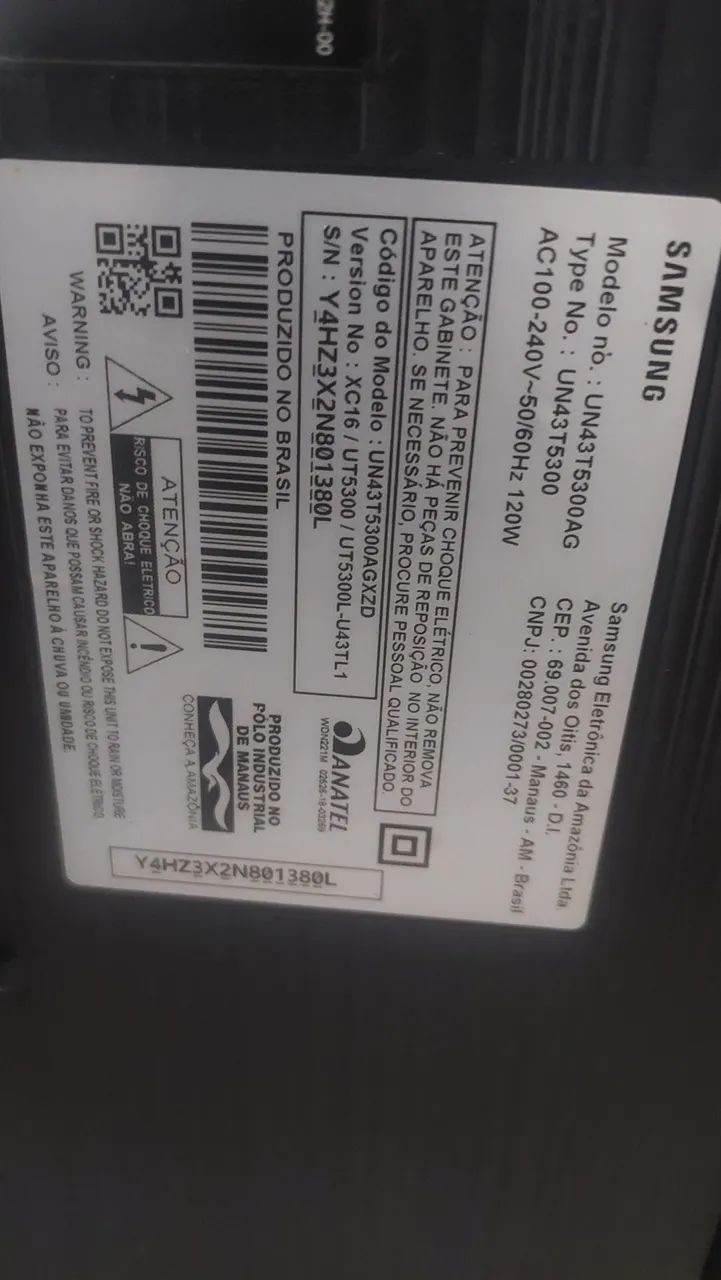 2H-00
SAMSUNG
Modelo nº. : UN43T5300AG
Type No. : UN43T5300
AC100-240V~50/60Hz 120W
Samsung Eletrônica da Amazônia Ltda.
Avenida dos Oitis, 1460 - D.I.
CEP. : 69.007-002 - Manaus - AM - Brasil
CNPJ: 00280273/0001-37
ATENÇÃO : PARA PREVENIR CHOQUE ELÉTRICO, NÃO REMOVA
ESTE GABINETE. NÃO HÁ PEÇAS DE REPOSIÇÃO NO INTERIOR DO
APARELHO. SE NECESSÁRIO, PROCURE PESSOAL QUALIFICADO.
Código do Modelo : UN43T5300AGXZD
Version No : XC16 / UT5300 / UT5300L-U43TL1
S/N : Y4HZ3X2N801380L
ANATEL
WDN221M 02526-18-03269
PRODUZIDO NO BRASIL
PRODUZIDO NO
PÓLO INDUSTRIAL
DE MANAUS
CONHEÇA A AMAZÔNIA
ATENÇÃO
RISCO DE CHOQUE ELÉTRICO
NÃO ABRA!
WARNING : TO PREVENT FIRE OR SHOCK HAZARD DO NOT EXPOSE THIS UNIT TO RAIN OR MOISTURE
AVISO : PARA EVITAR DANOS QUE POSSAM CAUSAR INCÊNDIO OU RISCO DE CHOQUE ELÉTRICO,
NÃO EXPONHA ESTE APARELHO À CHUVA OU UMIDADE.
Y4HZ3X2N801380L